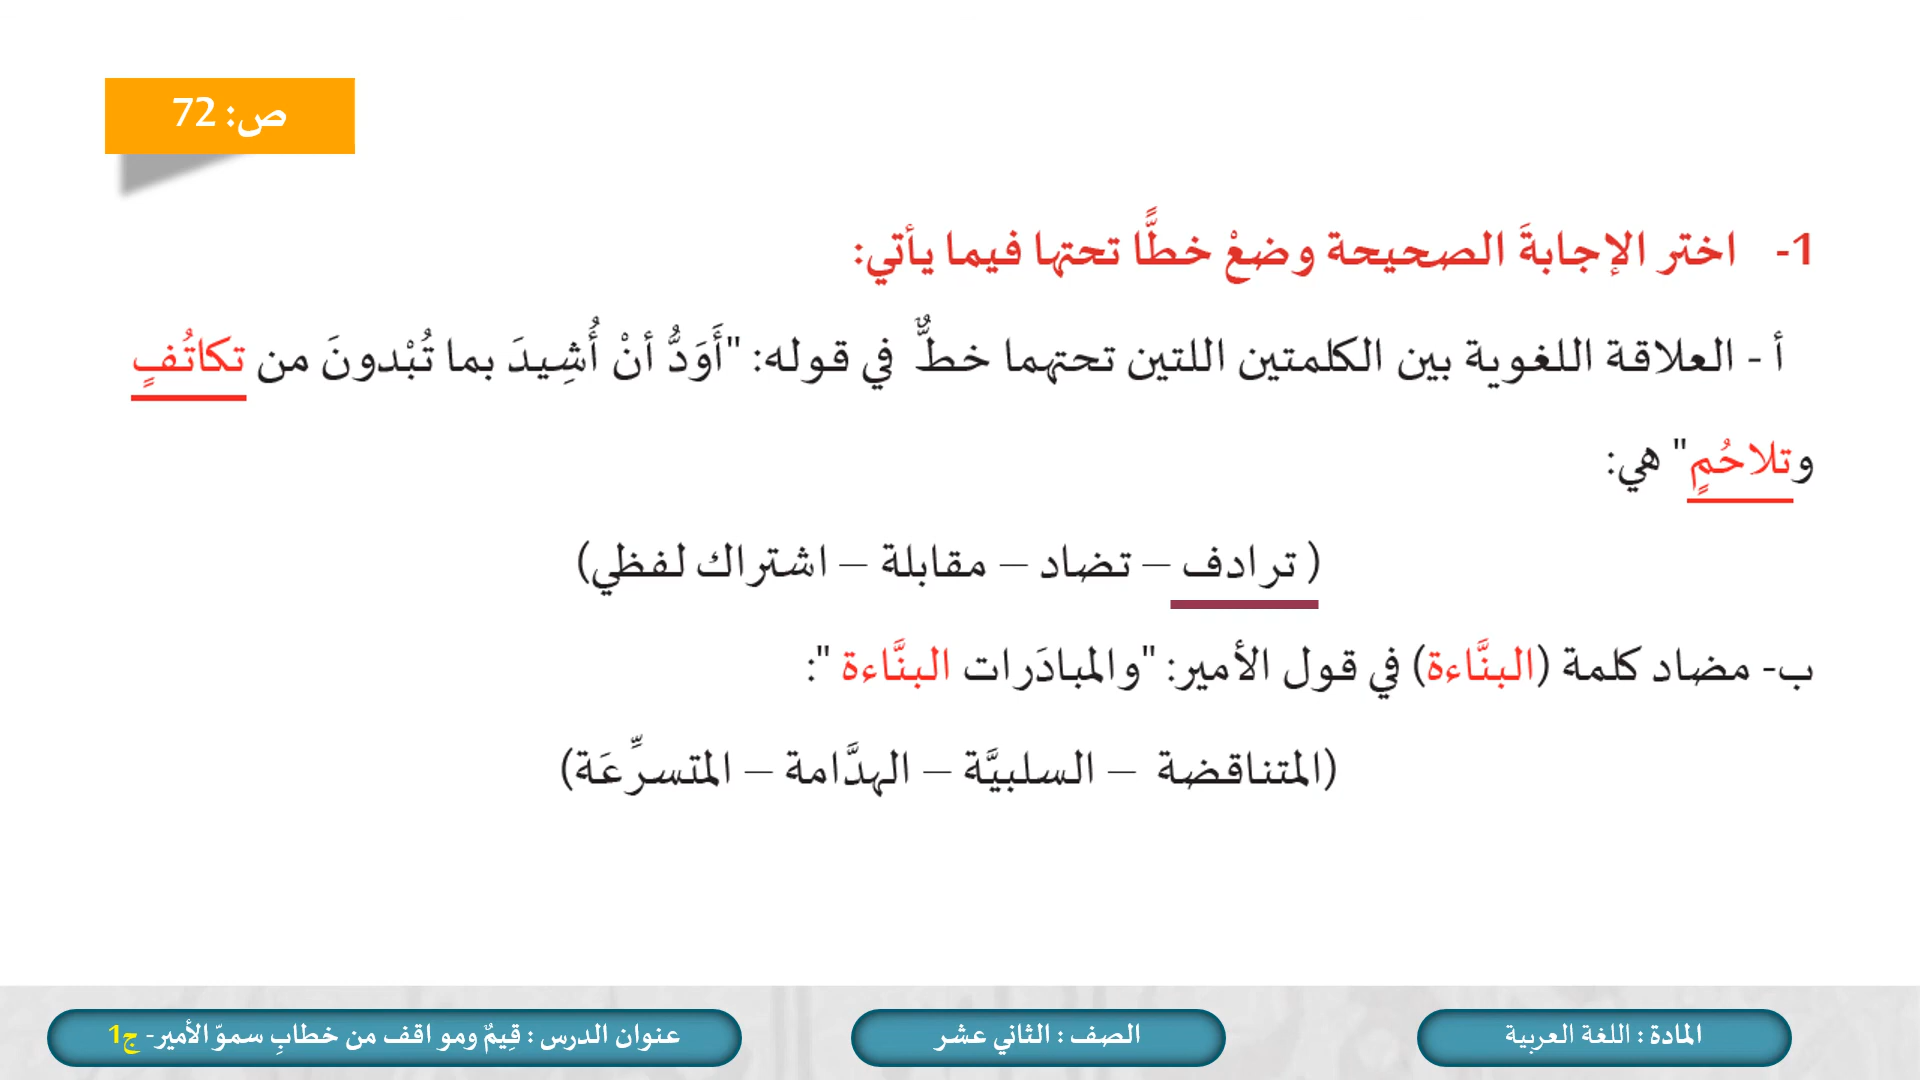 ص: 72
1- اختر الإجابةَ الصحيحة وضعْ خطًّا تحتها فيما يأتي:
أ - العلاقة اللغوية بين الكلمتين اللتين تحتهما خطٌّ في قوله: "أَوَدُّ أنْ أُشِيدَ بما تُبْدونَ من تكاتُفٍ
وتلاحُمٍ" هي:
( ترادف – تضاد – مقابلة – اشتراك لفظي)
ب- مضاد كلمة (البنَّاءة) في قول الأمير: "والمبادَرات البنَّاءة ":
(المتناقضة – السلبيَّة – الهدَّامة – المتسرِّعَة)
المادة : اللغة العربية
الصف : الثاني عشر
عنوان الدرس : قِيمٌ ومواقف من خطابِ سموّ الأمير- ج1